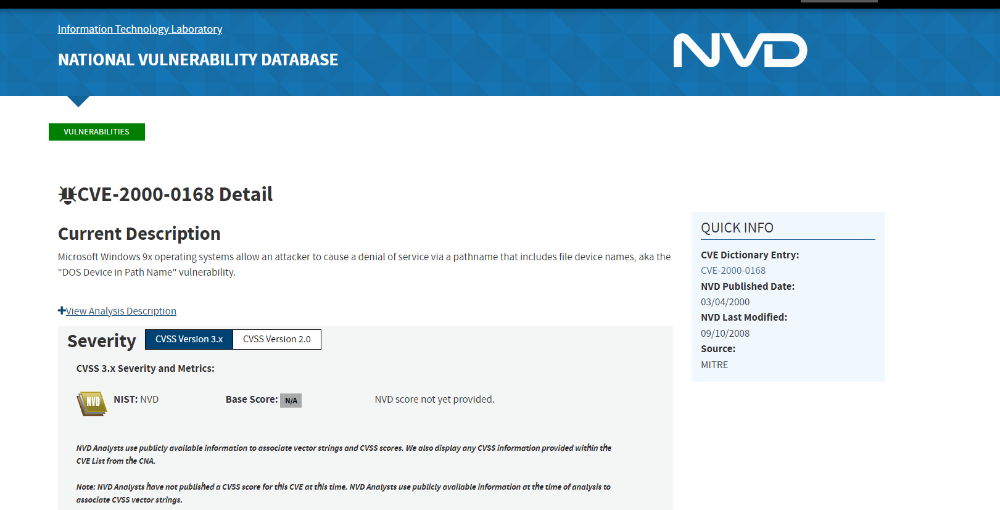 Information Technology Laboratory
NATIONAL VULNERABILITY DATABASE
NVD
VULNERABILITIES
CVE-2000-0168 Detail
Current Description
Microsoft Windows 9x operating systems allow an attacker to cause a denial of service via a pathname that includes file device names, aka the
"DOS Device in Path Name" vulnerability.
View Analysis Description
Severity
CVSS Version 3.x
CVSS Version 2.0
CVSS 3.x Severity and Metrics:
NVD
NIST: NVD
Base Score: N/A
NVD score not yet provided.
NVD Analysts use publicly available information to associate vector strings and CVSS scores. We also display any CVSS information provided within the
CVE List from the CNA.
Note: NVD Analysts have not published a CVSS score for this CVE at this time. NVD Analysts use publicly available information at the time of analysis to
associate CVSS vector strings.
QUICK INFO
CVE Dictionary Entry:
CVE-2000-0168
NVD Published Date:
03/04/2000
NVD Last Modified:
09/10/2008
Source:
MITRE